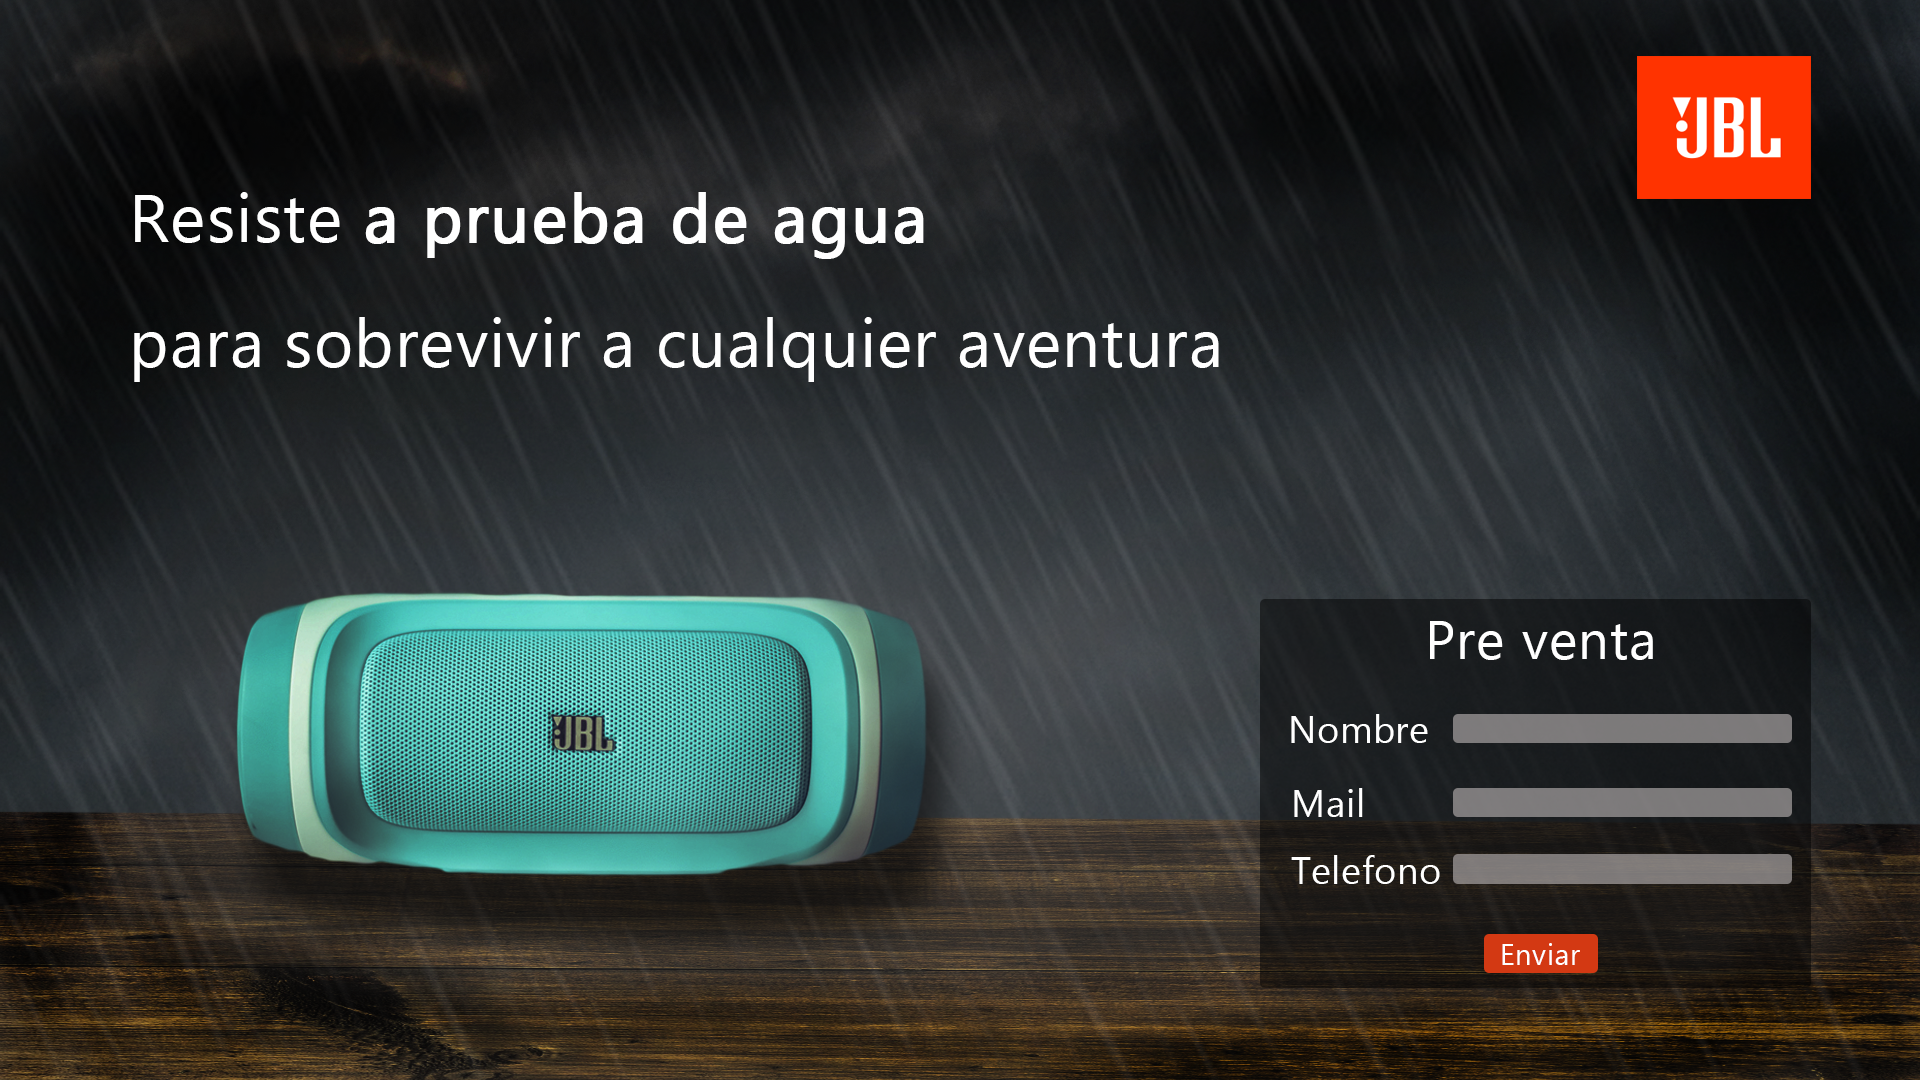 JBL
Resiste a prueba de agua
para sobrevivir a cualquier aventura
JBL
Pre venta
Nombre
Mail
Telefono
Enviar